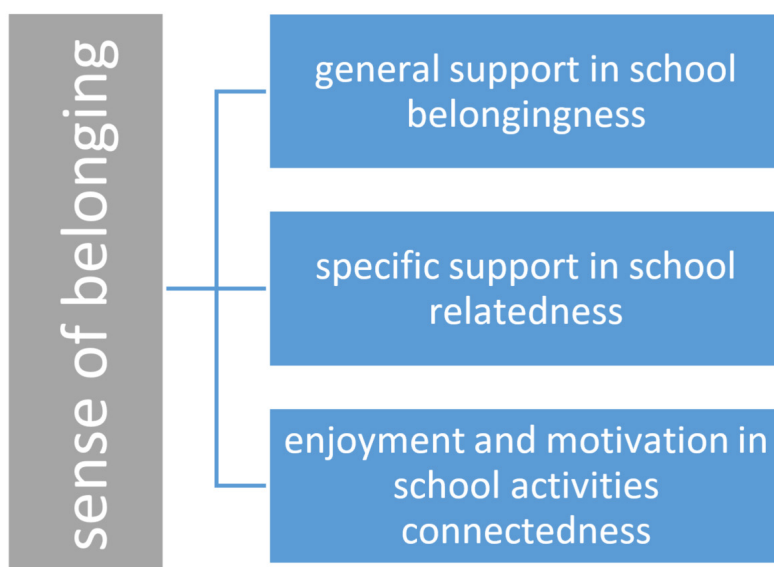 sense of belonging
general support in school
belongingness
specific support in school
relatedness
enjoyment and motivation in
school activities
connectedness